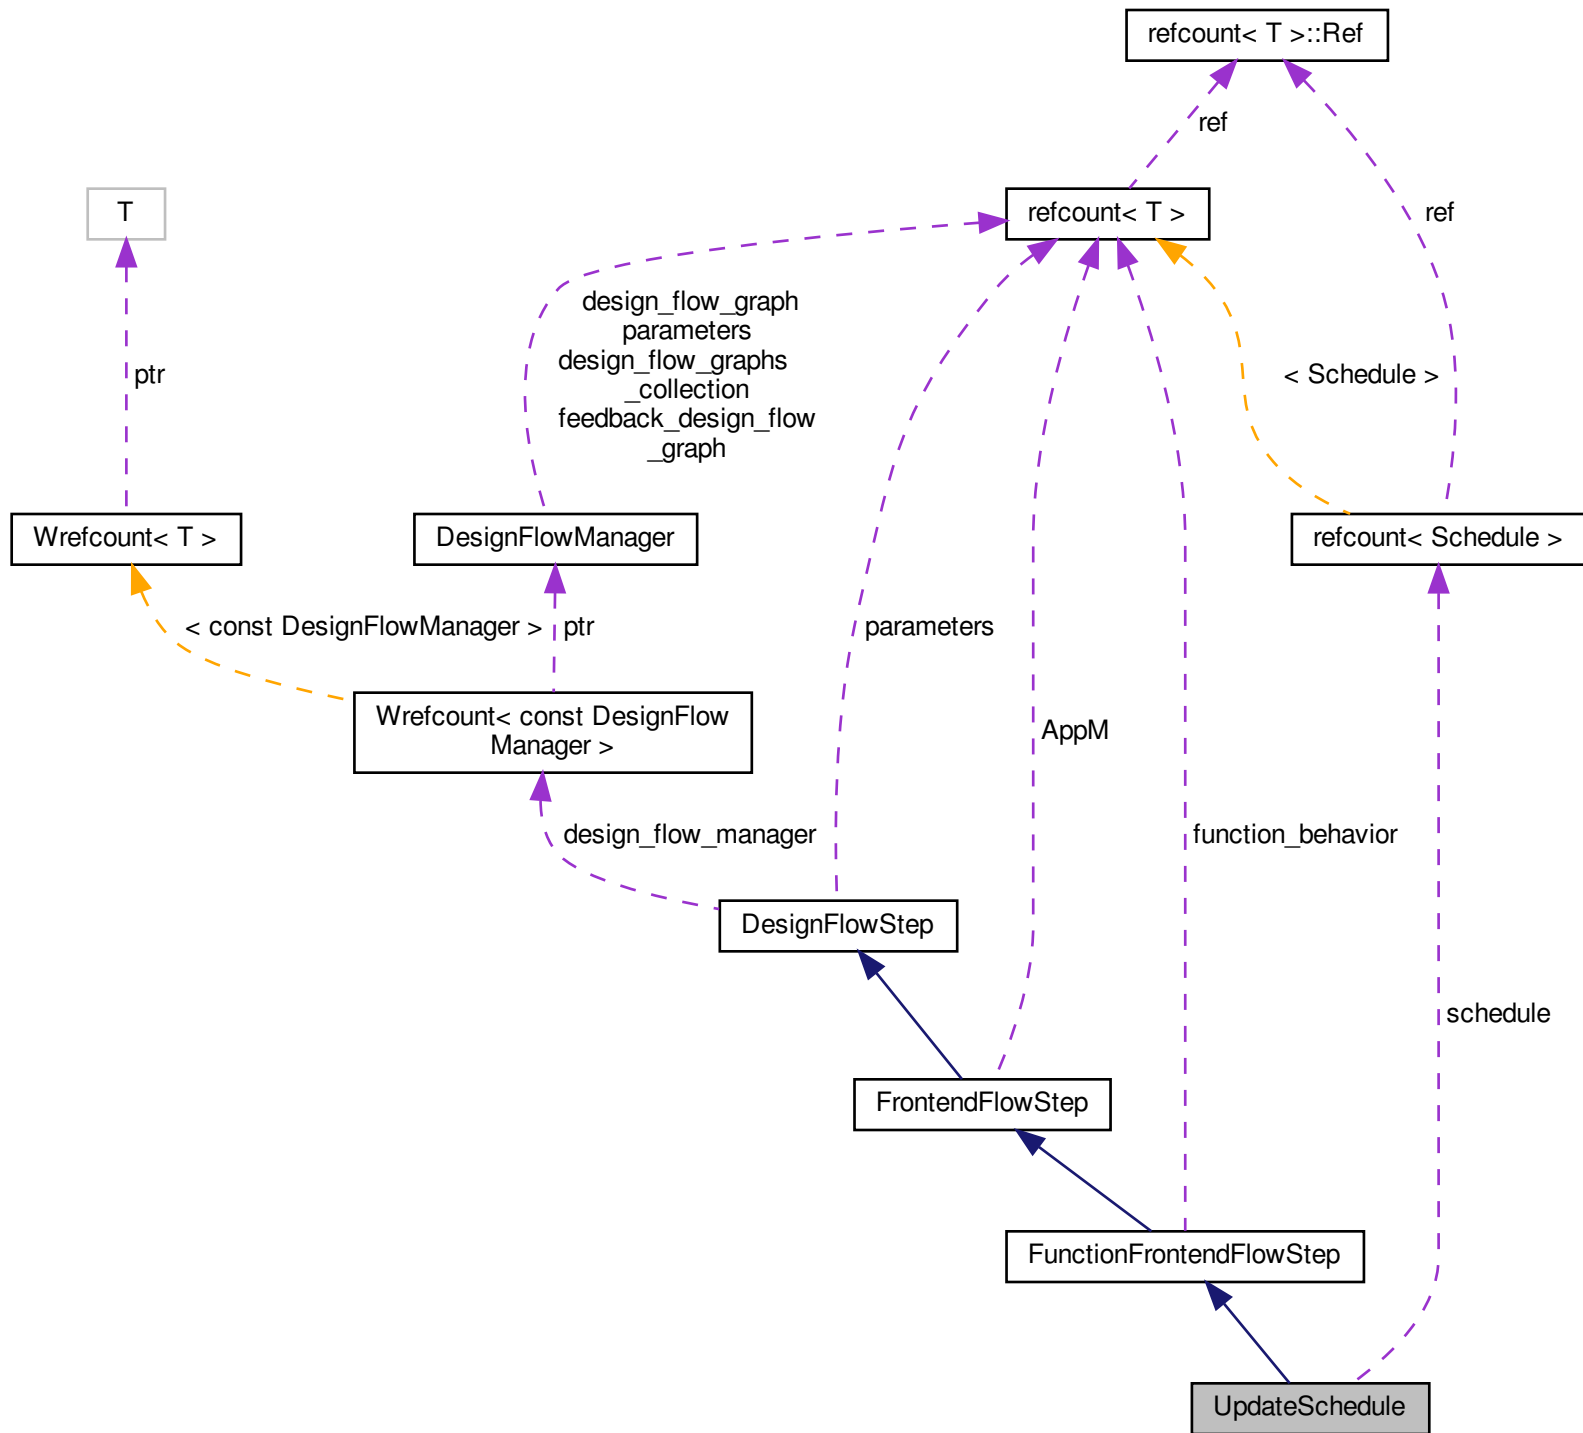 refcount< T >::Ref
ref
T
refcount< T >
ref
design_flow_graph
parameters
design_flow_graphs
_collection
feedback_design_flow
_graph
ptr
< Schedule >
Wrefcount< T >
DesignFlowManager
refcount< Schedule >
< const DesignFlowManager >
ptr
parameters
Wrefcount< const DesignFlow
Manager >
AppM
design_flow_manager
function_behavior
DesignFlowStep
schedule
FrontendFlowStep
FunctionFrontendFlowStep
UpdateSchedule